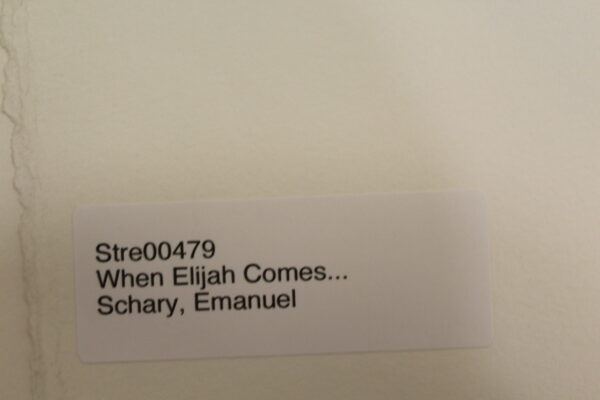 Stre00479
When Elijah Comes...
Schary, Emanuel